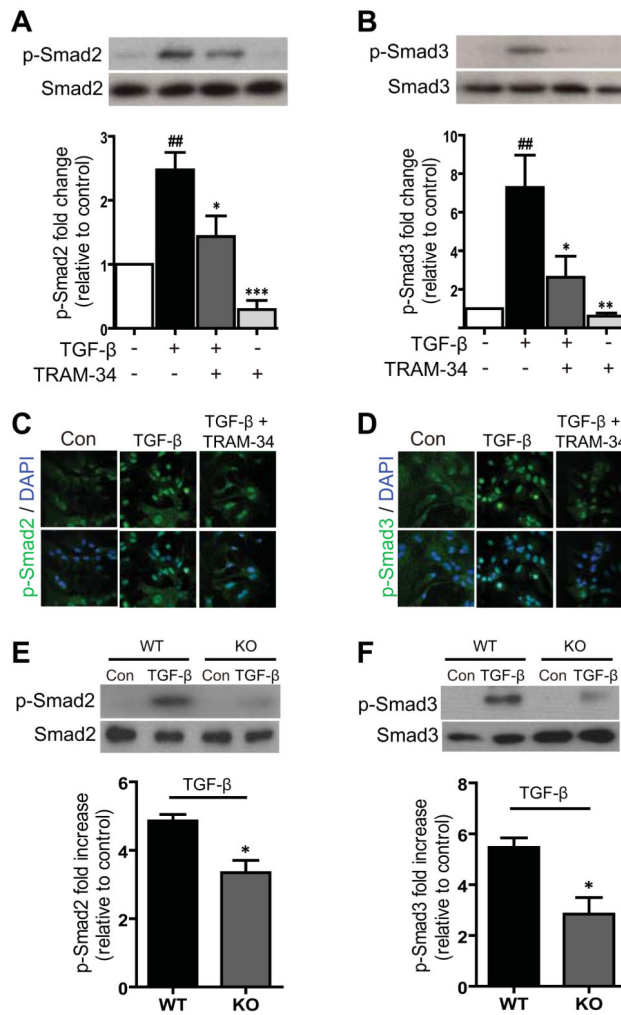 A
p-Smad2
Smad2
p-Smad2 fold change
(relative to control)
3
2
1
0
##
*
***
TGF-β - + + -
TRAM-34 - - + +
B
p-Smad3
Smad3
p-Smad3 fold change
(relative to control)
10
8
6
4
2
0
##
*
**
TGF-β - + + -
TRAM-34 - - + +
C
Con TGF-β TGF-β +
TRAM-34
p-Smad2 / DAPI
D
Con TGF-β TGF-β +
TRAM-34
p-Smad3 / DAPI
E
WT KO
Con TGF-β Con TGF-β
p-Smad2
Smad2
p-Smad2 fold increase
(relative to control)
6
4
2
0
TGF-β
*
WT KO
F
WT KO
Con TGF-β Con TGF-β
p-Smad3
Smad3
p-Smad3 fold increase
(relative to control)
8
6
4
2
0
TGF-β
*
WT KO